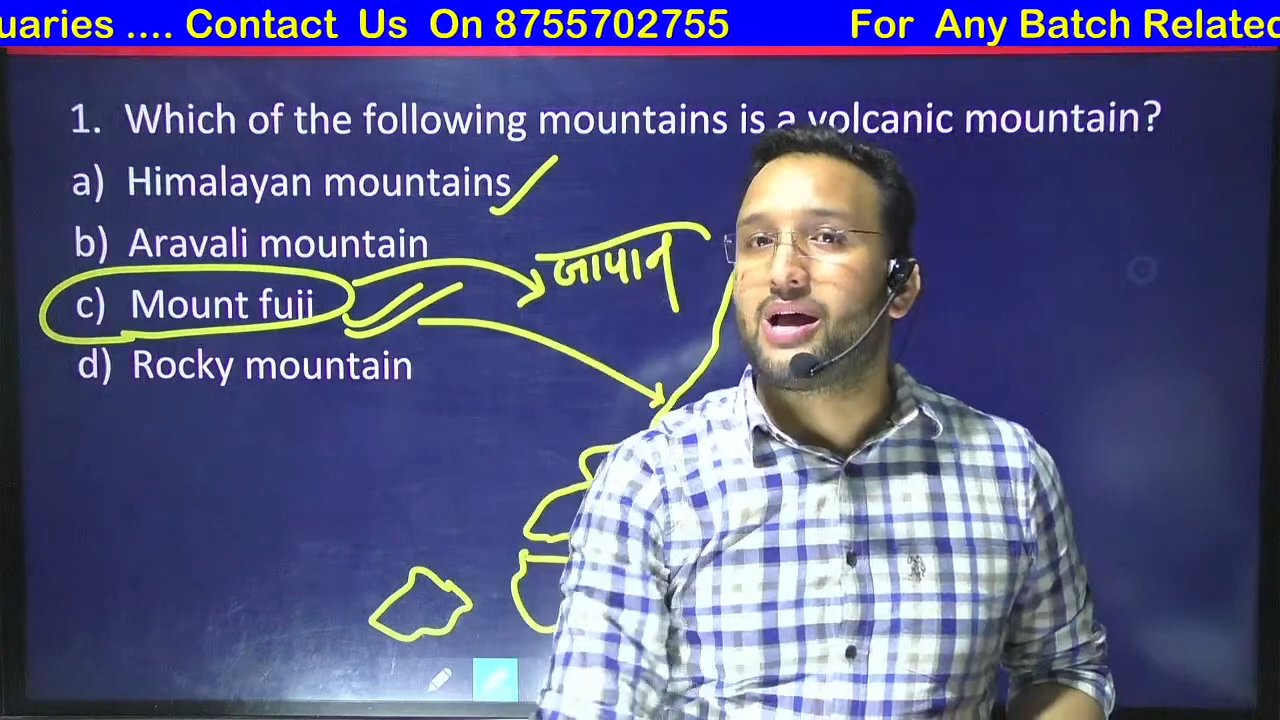 uaries .... Contact Us On 8755702755 For Any Batch Related
1. Which of the following mountains is a volcanic mountain?
a) Himalayan mountains
b) Aravali mountain
जापान
c) Mount fuji
d) Rocky mountain